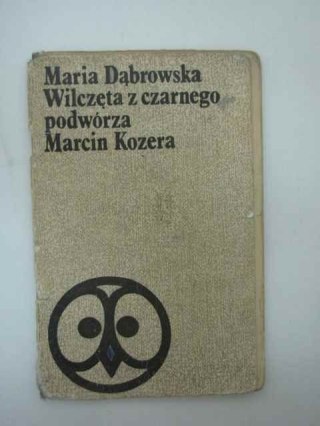 Maria Dąbrowska
Wilczęta z czarnego
podwórza
Marcin Kozera